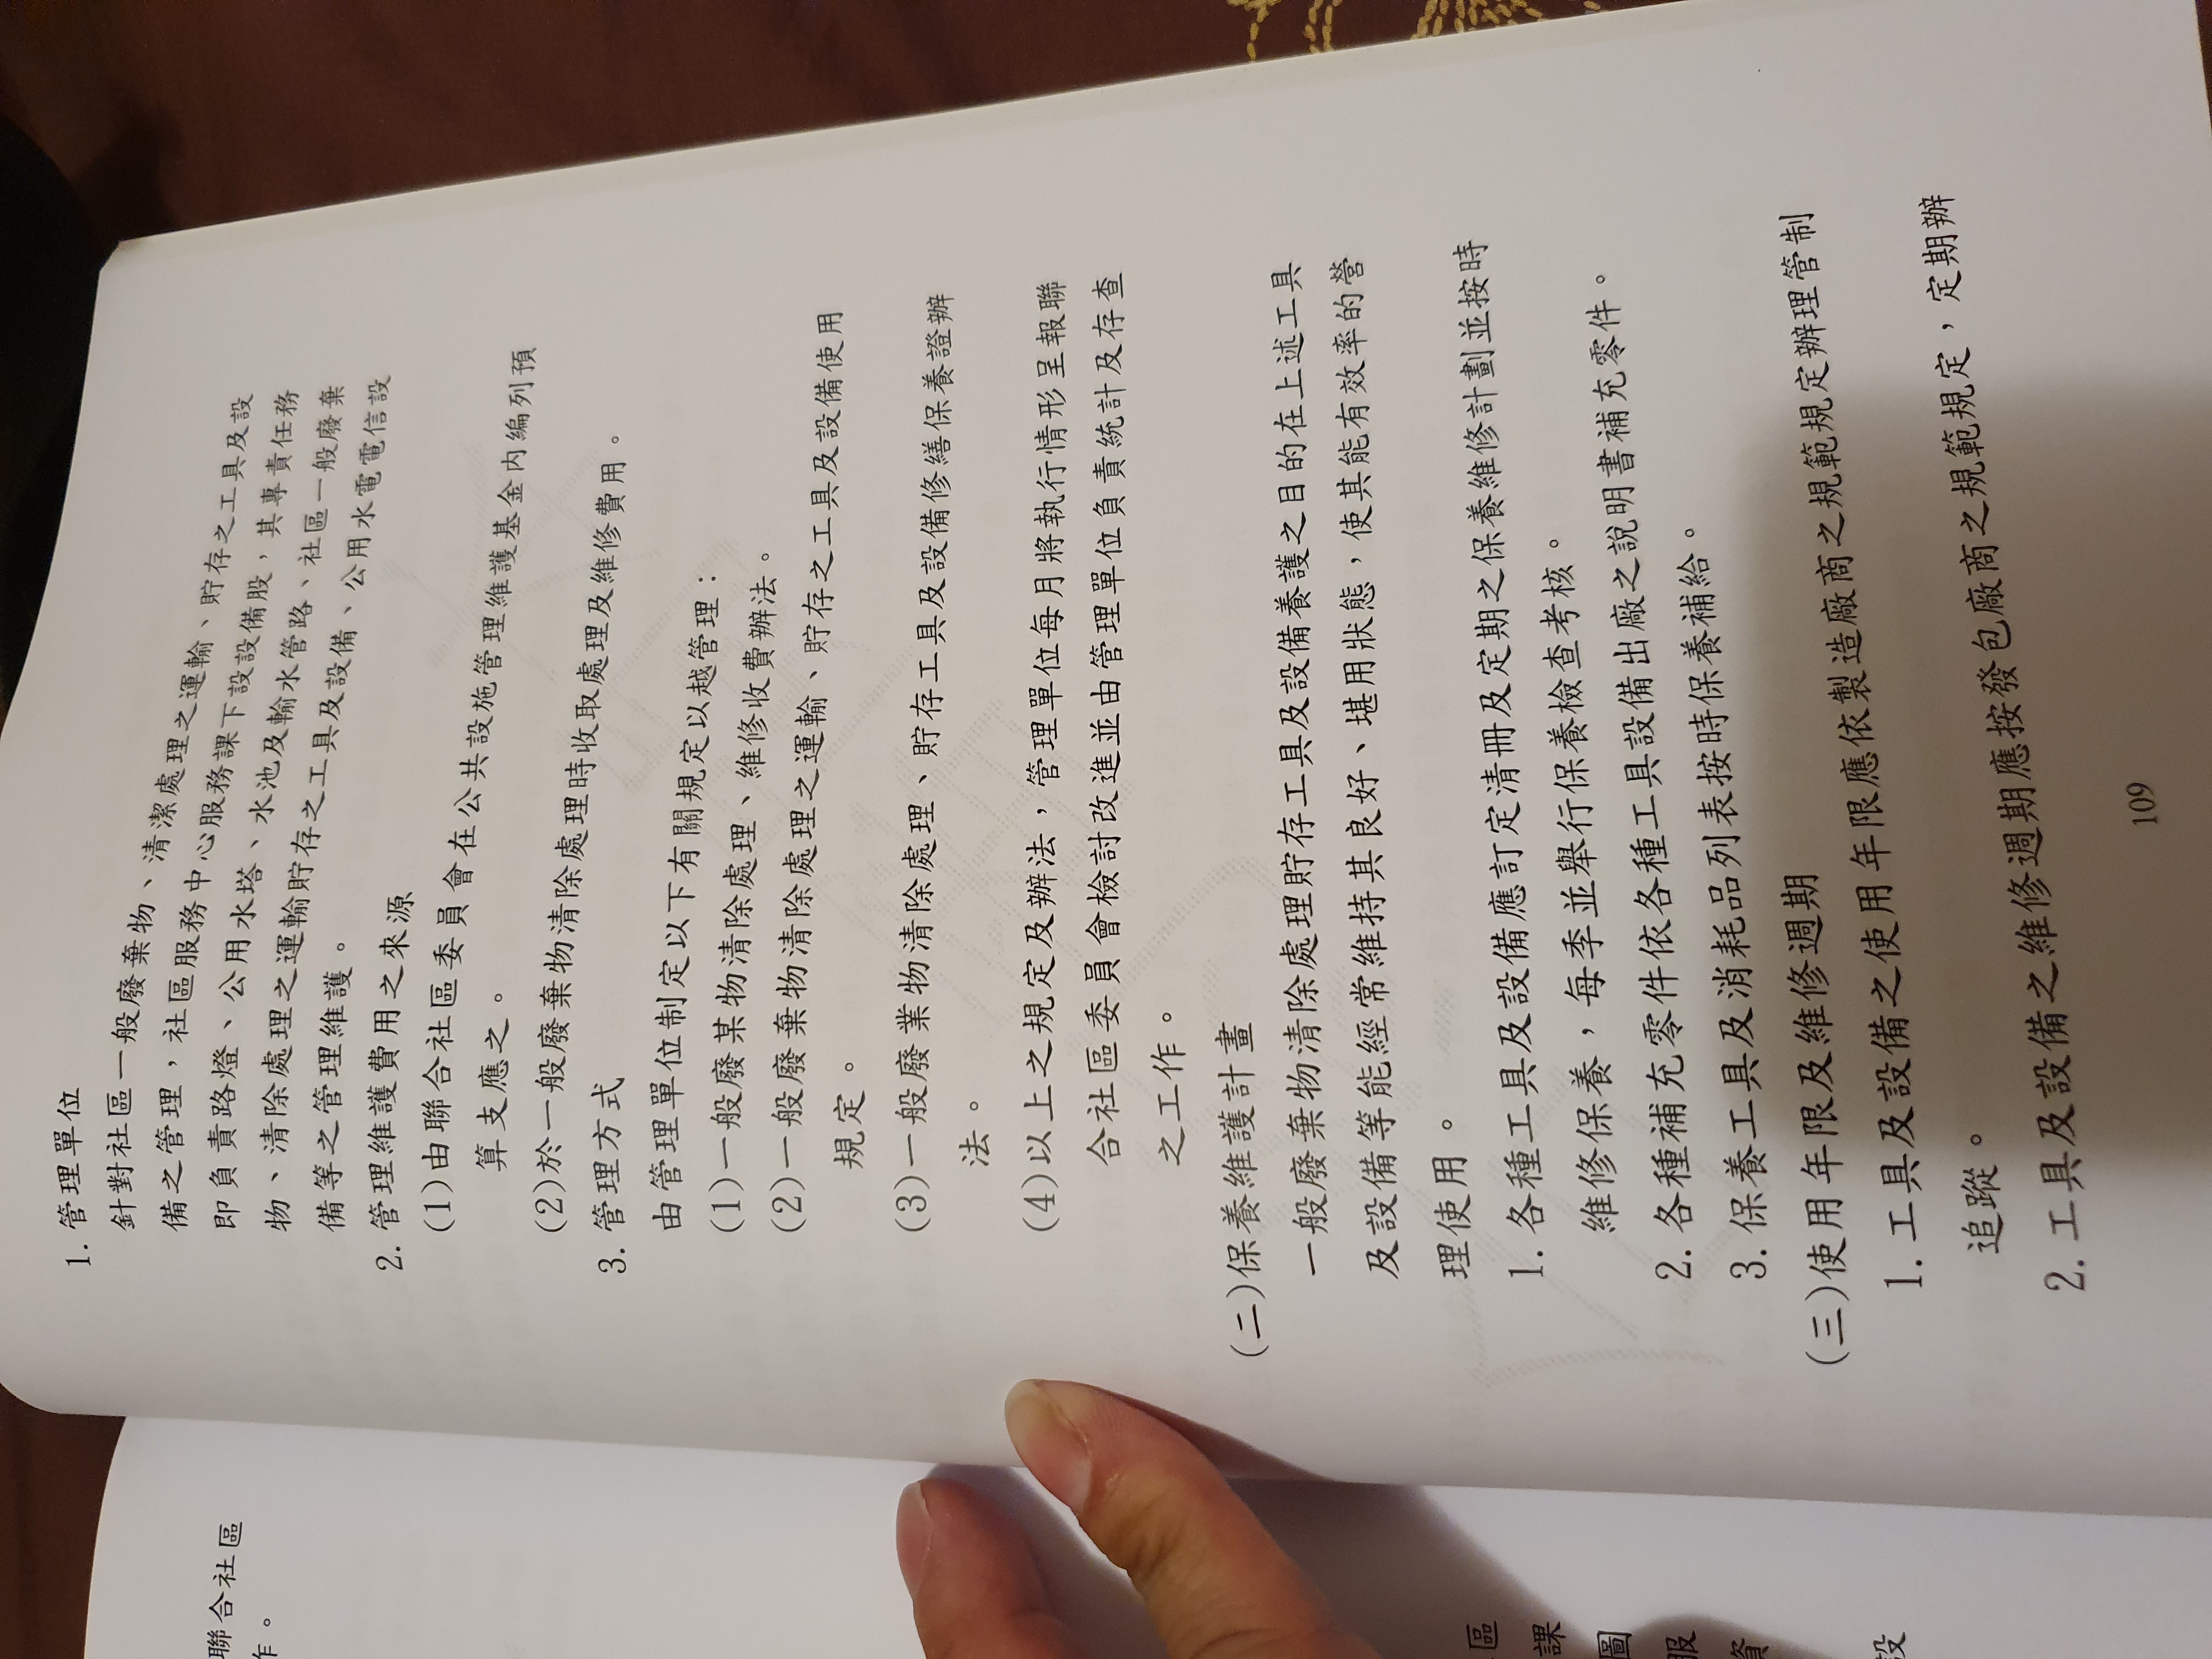 聯合社區
作。
區
課
圖
服
資
設
1. 管理單位
針對社區一般廢棄物、清潔處理之運輸、貯存之工具及設
備之管理，社區服務中心服務課下設設備股，其專責任務
即負責路燈、公用水塔、水池及輸水管路、社區一般廢棄
物、清除處理之運輸貯存之工具及設備、公用水電電信設
備等之管理維護。
2. 管理維護費用之來源
(1)由聯合社區委員會在公共設施管理維護基金內編列預
算支應之。
(2)於一般廢棄物清除處理時收取處理及維修費用。
3. 管理方式
由管理單位制定以下有關規定以越管理：
(1)一般廢某物清除處理、維修收費辦法。
(2)一般廢棄物清除處理之運輸、貯存之工具及設備使用
規定。
(3)一般廢業物清除處理、貯存工具及設備修繕保養證辦
法。
(4)以上之規定及辦法，管理單位每月將執行情形呈報聯
合社區委員會檢討改進並由管理單位負責統計及存查
之工作。
(二)保養維護計畫
一般廢棄物清除處理貯存工具及設備養護之目的在上述工具
及設備等能經常維持其良好、堪用狀態，使其能有效率的營
理使用。
1. 各種工具及設備應訂定清冊及定期之保養維修計劃並按時
維修保養，每季並舉行保養檢查考核。
2. 各種補充零件依各種工具設備出廠之說明書補充零件。
3. 保養工具及消耗品列表按時保養補給。
(三)使用年限及維修週期
1. 工具及設備之使用年限應依製造廠商之規範規定辦理管制
追蹤。
2. 工具及設備之維修週期應按發包廠商之規範規定，定期辦
109